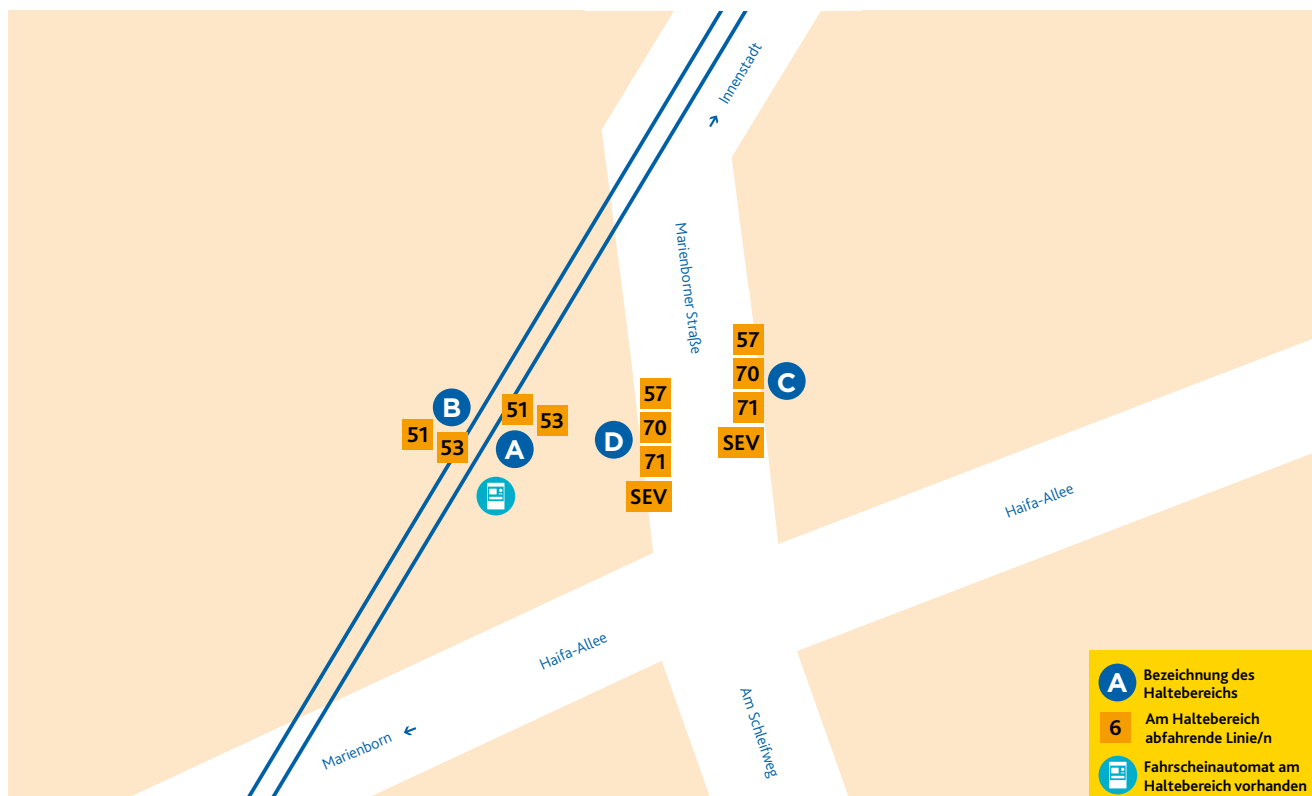 Innenstadt
Marienborner Straße
57
70
71
SEV
C
57
70
71
SEV
D
B
51
53
51
53
A
Haifa-Allee
Haifa-Allee
Marienborn
Am Schleifweg
A
Bezeichnung des
Haltebereichs
6
Am Haltebereich
abfahrende Linie/n
Fahrscheinautomat am
Haltebereich vorhanden